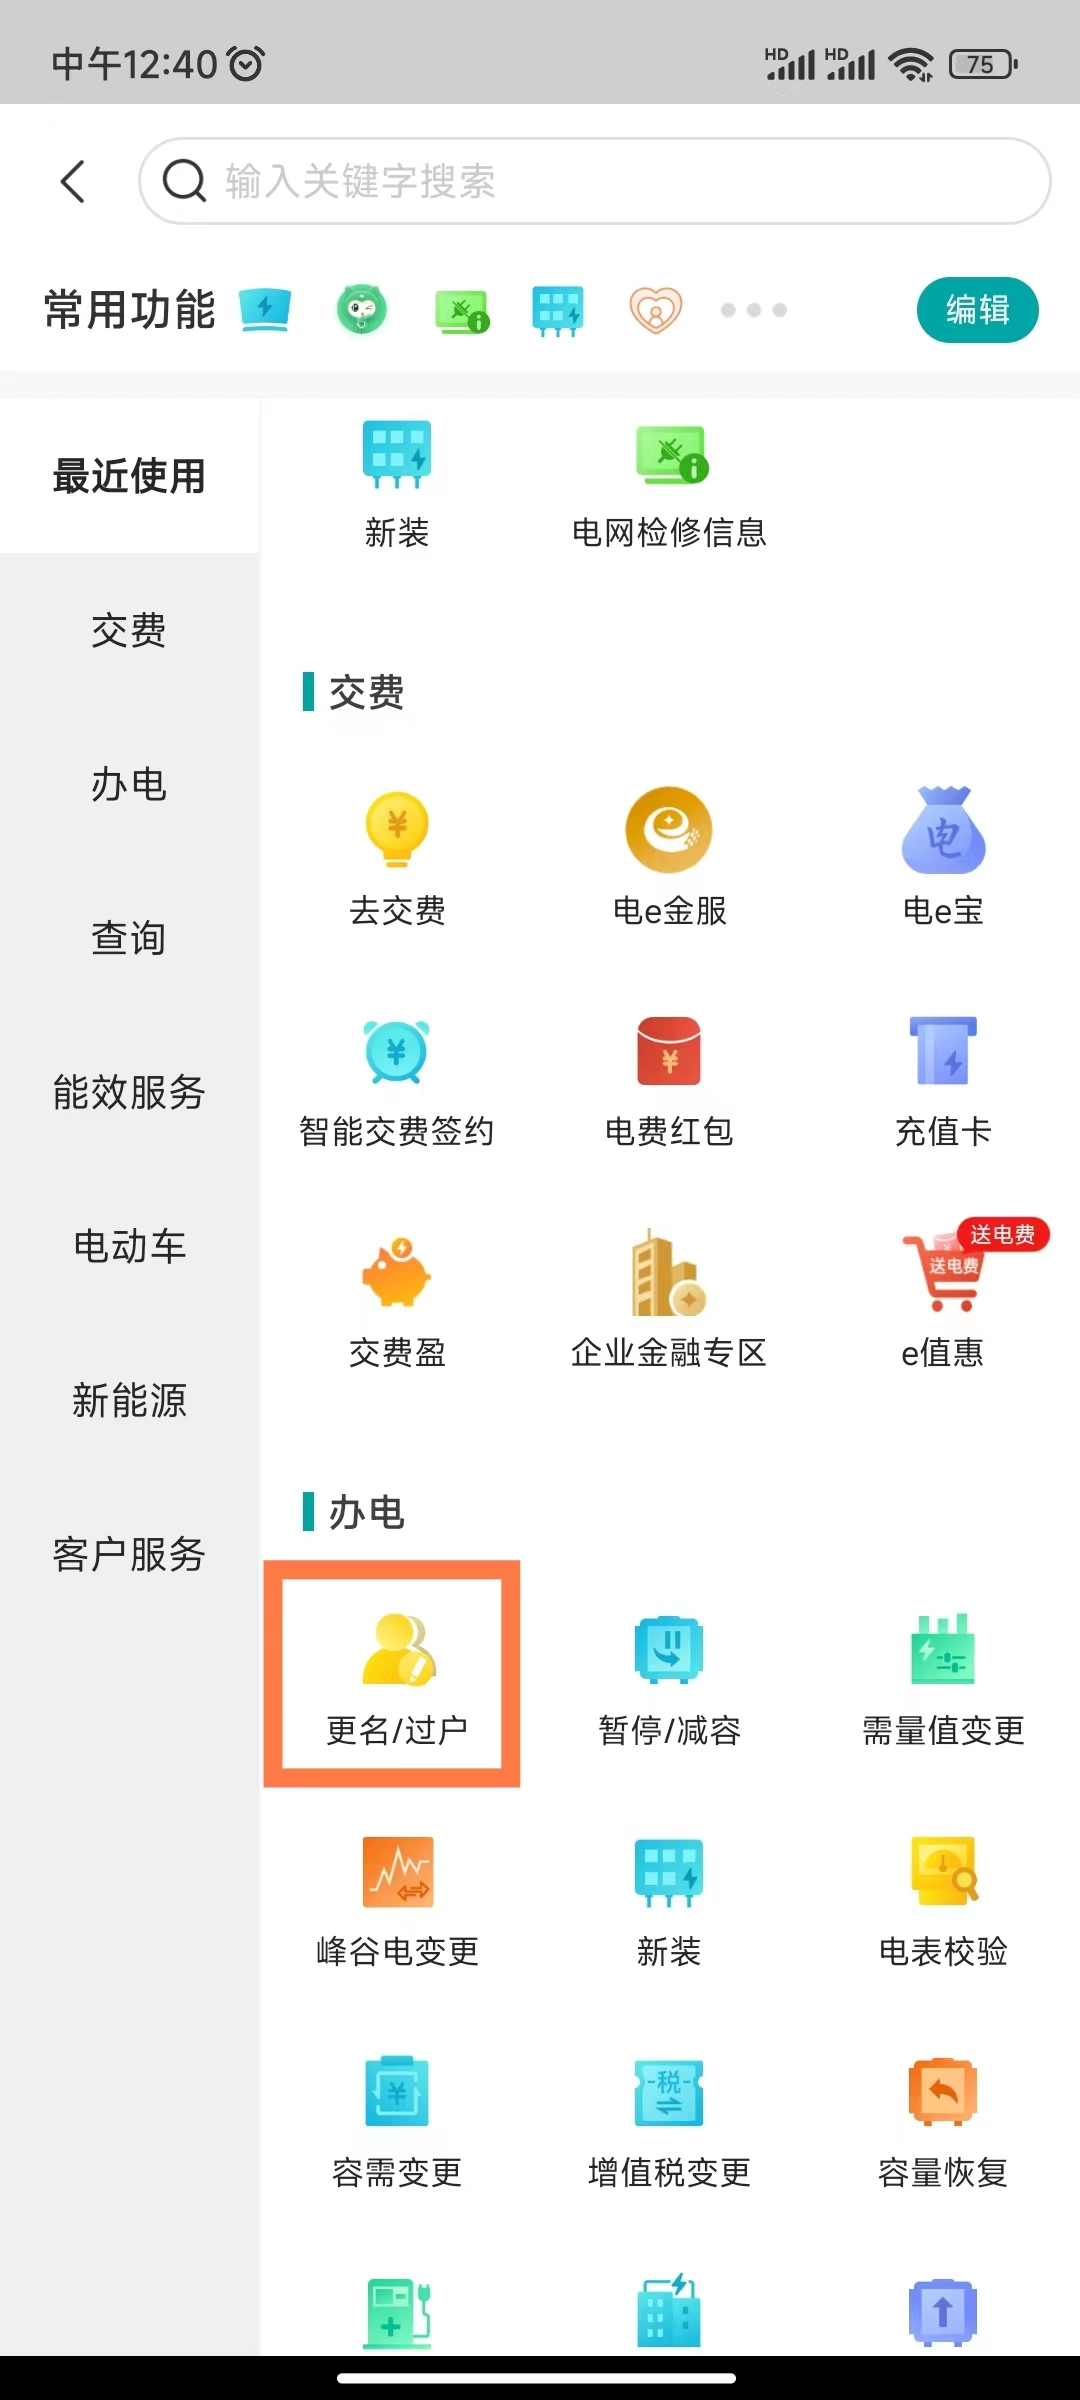 中午12:40
HD HD 75
输入关键字搜索
常用功能
编辑
最近使用
交费
办电
查询
能效服务
电动车
新能源
客户服务
新装
电网检修信息
交费
¥
电
去交费
电e金服
电e宝
¥
¥
智能交费签约
电费红包
充值卡
送电费
送电费
交费盈
企业金融专区
e值惠
办电
更名/过户
暂停/减容
需量值变更
峰谷电变更
新装
电表校验
¥
税
容需变更
增值税变更
容量恢复